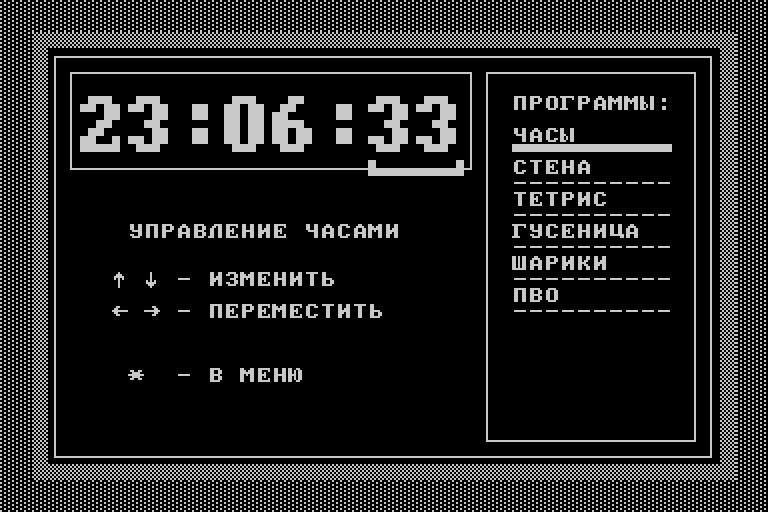 23:06:33
УПРАВЛЕНИЕ ЧАСАМИ
↑ ↓ - ИЗМЕНИТЬ
← → - ПЕРЕМЕСТИТЬ
* - В МЕНЮ
ПРОГРАММЫ:
ЧАСЫ
СТЕНА
ТЕТРИС
ГУСЕНИЦА
ШАРИКИ
ПВО